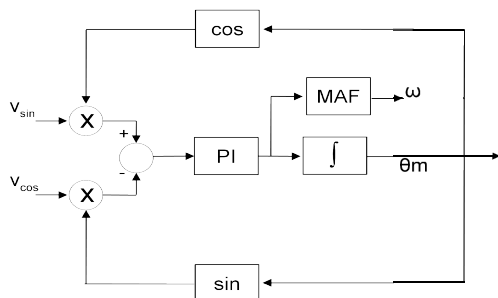 cos
MAF
ω
v_sin
X
+
PI
∫
θm
-
v_cos
X
sin